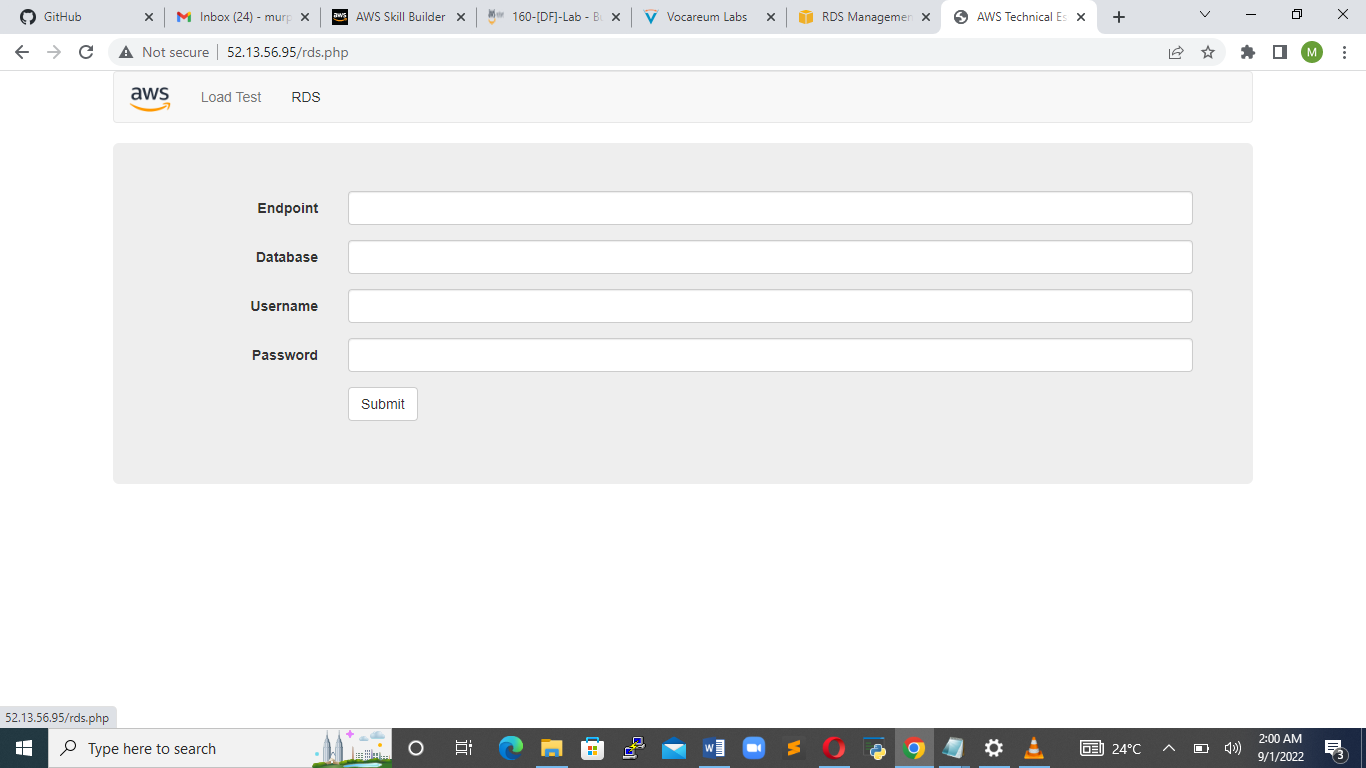 GitHub
Inbox (24) - murp
AWS Skill Builder
160-[DF]-Lab - Bu
Vocareum Labs
RDS Managemen
AWS Technical Es
Not secure
52.13.56.95/rds.php
M
aws
Load Test
RDS
Endpoint
Database
Username
Password
Submit
52.13.56.95/rds.php
Type here to search
24°C
2:00 AM
9/1/2022
3